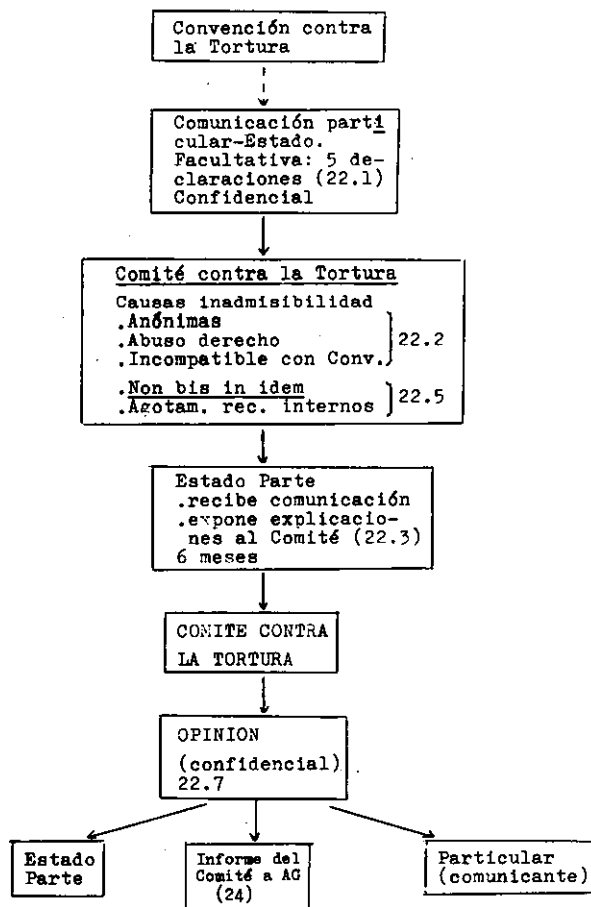 Convención contra
la Tortura
Comunicación parti
cular-Estado.
Facultativa: 5 de-
claraciones (22.1)
Confidencial
Comité contra la Tortura
Causas inadmisibilidad
.Anónimas
.Abuso derecho
.Incompatible con Conv.
22.2
.Non bis in idem
.Agotam. rec. internos
22.5
Estado Parte
.recibe comunicación
.expone explicacio-
nes al Comité (22.3)
6 meses
COMITE CONTRA
LA TORTURA
OPINION
(confidencial)
22.7
Estado
Parte
Informe del
Comité a AG
(24)
Particular
(comunicante)